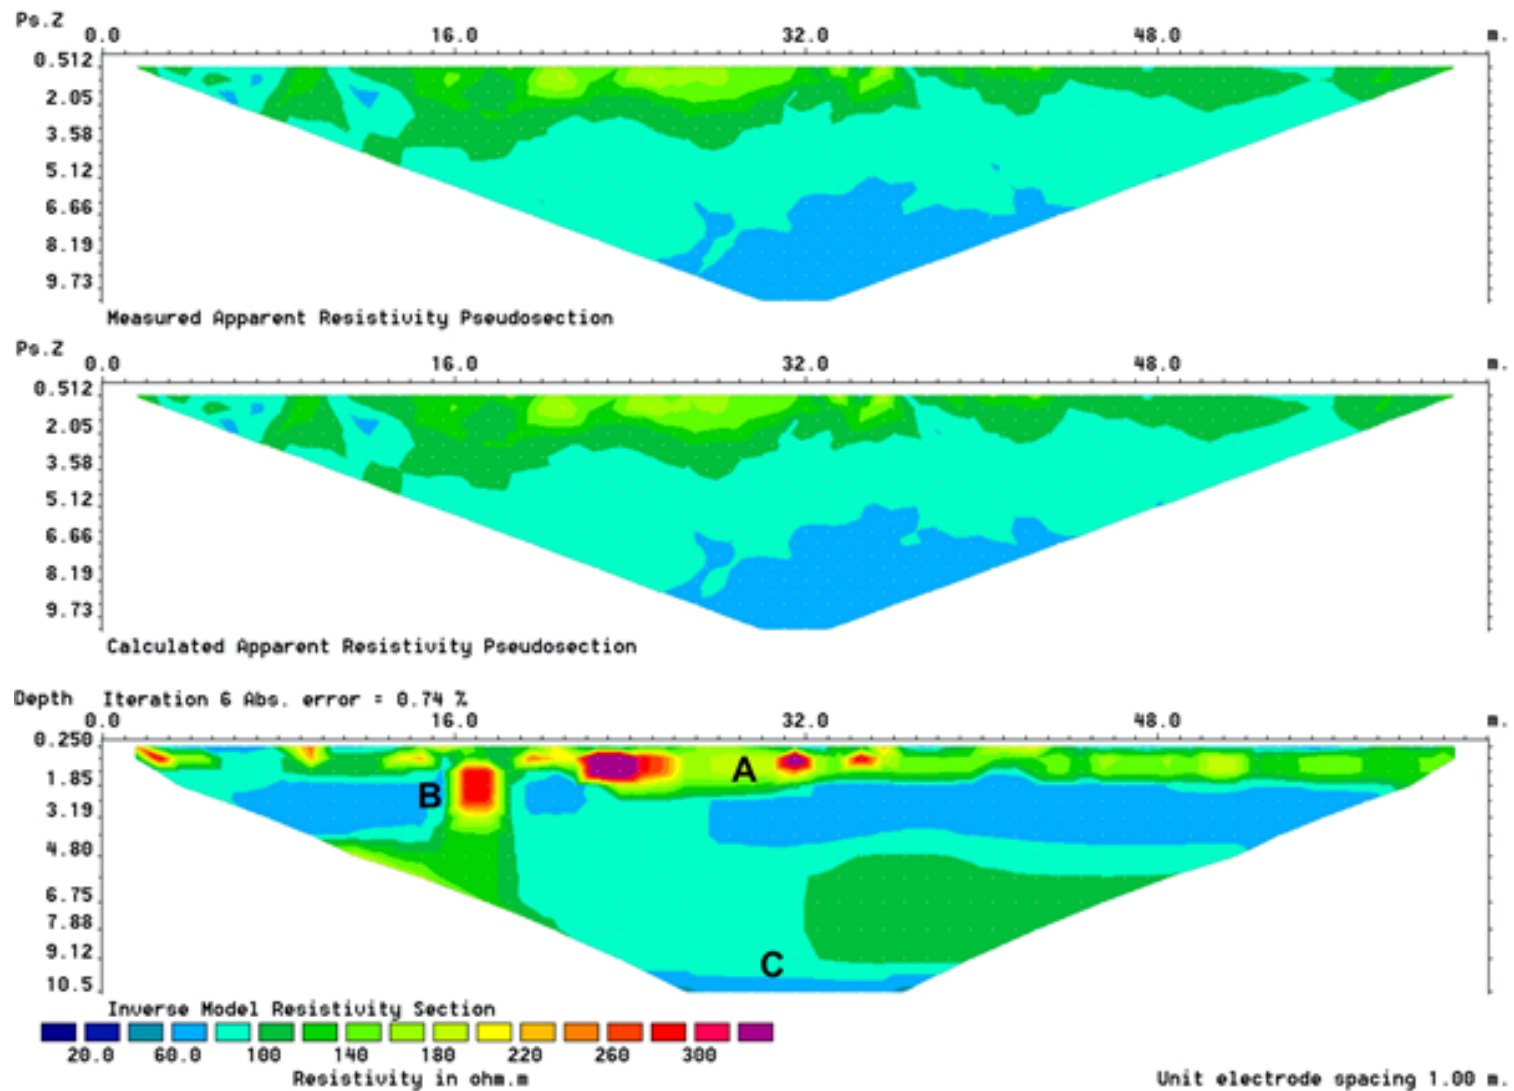 Ps.Z
0.0 16.0 32.0 48.0 m.
0.512
2.05
3.58
5.12
6.66
8.19
9.73
Measured Apparent Resistivity Pseudosection
Ps.Z
0.0 16.0 32.0 48.0 m.
0.512
2.05
3.58
5.12
6.66
8.19
9.73
Calculated Apparent Resistivity Pseudosection
Depth Iteration 6 Abs. error = 0.74 %
0.0 16.0 32.0 48.0 m.
0.250
A
1.85
B
3.19
4.80
6.75
7.88
9.12
C
10.5
Inverse Model Resistivity Section
20.0 60.0 100 140 180 220 260 300
Resistivity in ohm.m
Unit electrode spacing 1.00 m.